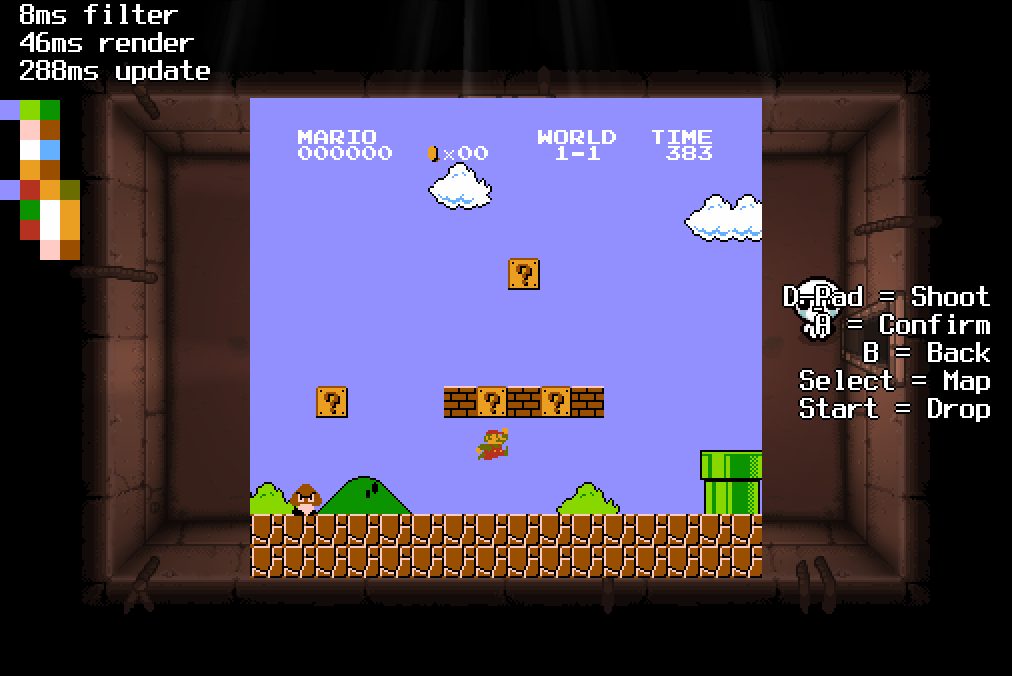 8ms filter
46ms render
288ms update
MARIO WORLD TIME
000000 ×00 1-1 383
?
? ? ?
D-Pad = Shoot
A = Confirm
B = Back
Select = Map
Start = Drop